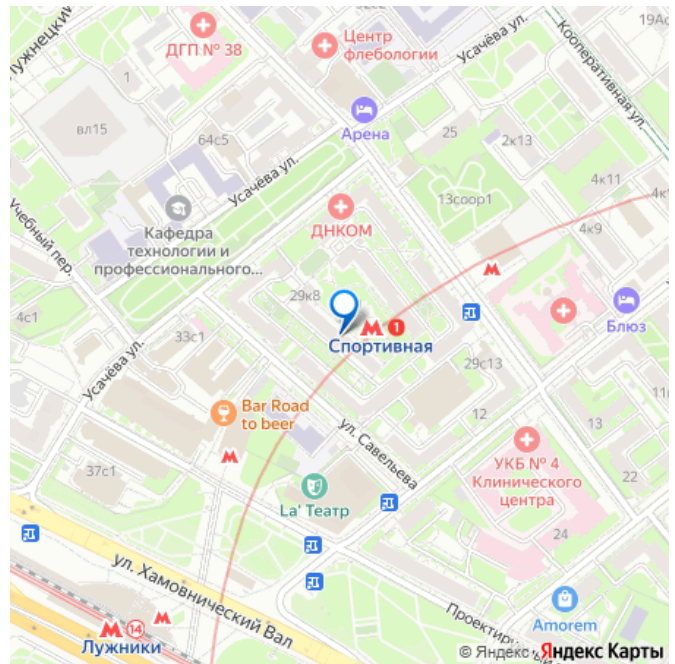 19Ас
Лужнецкий
ДГП № 38
Центр
флебологии
Усачёва ул.
Кооперативная ул.
1
вл15
64с5
Арена
25
2к13
4к11
13соор1
Усачёва ул.
Кафедра
технологии и
профессионального...
ДНКОМ
4к9
Учебный пер.
29к8
4с1
33с1
М 1
Спортивная
Блюз
29с13
Усачёва ул.
Bar Road
to beer
12
13
ул. Савельева
УКБ № 4
Клинического
центра
22
37с1
La' Театр
24
ул. Хамовнический Вал
М 14
Лужники
Amorem
© Яндекс Яндекс Карты